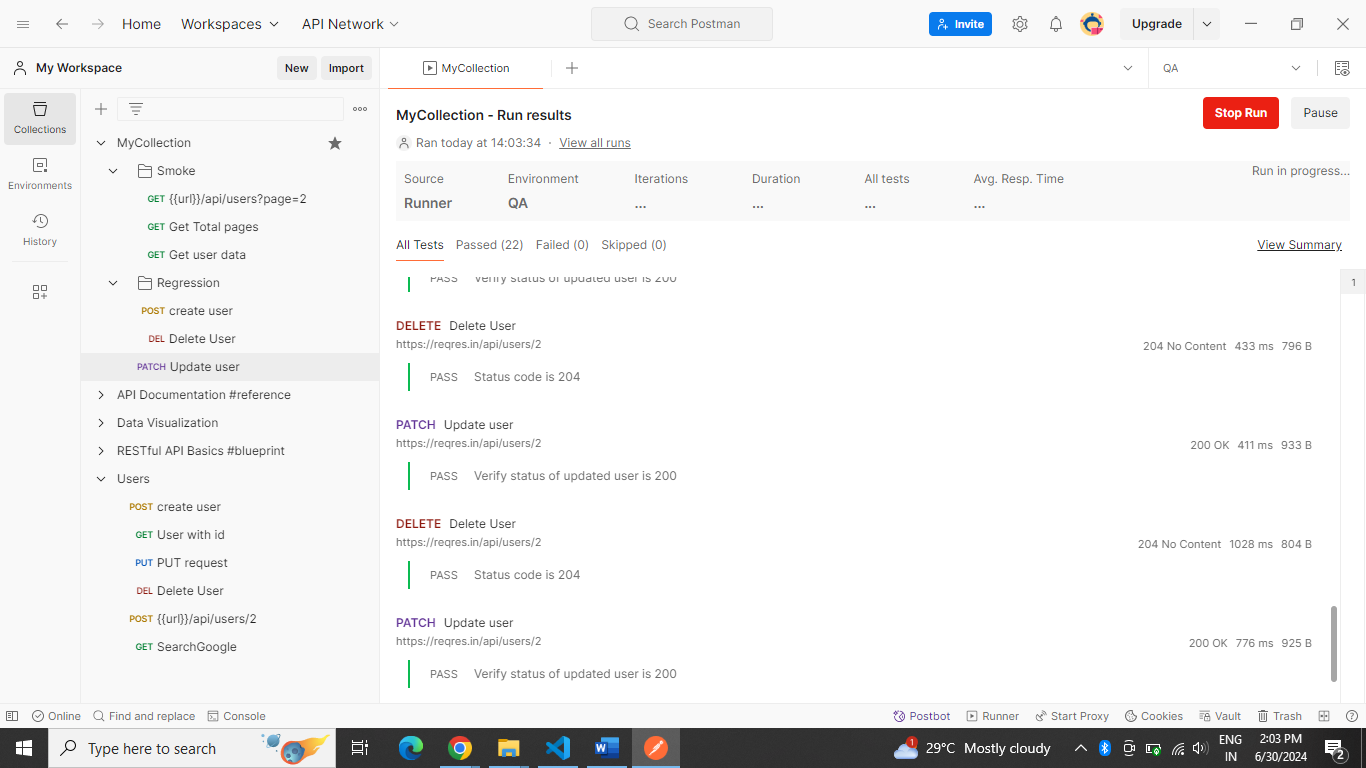 Home Workspaces API Network Search Postman Invite Upgrade
My Workspace New Import MyCollection QA
Collections
Environments
History
MyCollection
Smoke
GET {{url}}/api/users?page=2
GET Get Total pages
GET Get user data
Regression
POST create user
DEL Delete User
PATCH Update user
API Documentation #reference
Data Visualization
RESTful API Basics #blueprint
Users
POST create user
GET User with id
PUT PUT request
DEL Delete User
POST {{url}}/api/users/2
GET SearchGoogle
MyCollection - Run results Stop Run Pause
Ran today at 14:03:34 · View all runs
Run in progress...
Source Environment Iterations Duration All tests Avg. Resp. Time
Runner QA ... ... ... ...
All Tests Passed (22) Failed (0) Skipped (0) View Summary
1
PASS Verify status of updated user is 200
DELETE Delete User
https://reqres.in/api/users/2
204 No Content 433 ms 796 B
PASS Status code is 204
PATCH Update user
https://reqres.in/api/users/2
200 OK 411 ms 933 B
PASS Verify status of updated user is 200
DELETE Delete User
https://reqres.in/api/users/2
204 No Content 1028 ms 804 B
PASS Status code is 204
PATCH Update user
https://reqres.in/api/users/2
200 OK 776 ms 925 B
PASS Verify status of updated user is 200
Online Find and replace Console Postbot Runner Start Proxy Cookies Vault Trash
Type here to search 1 29°C Mostly cloudy ENG 2:03 PM
IN 6/30/2024 2